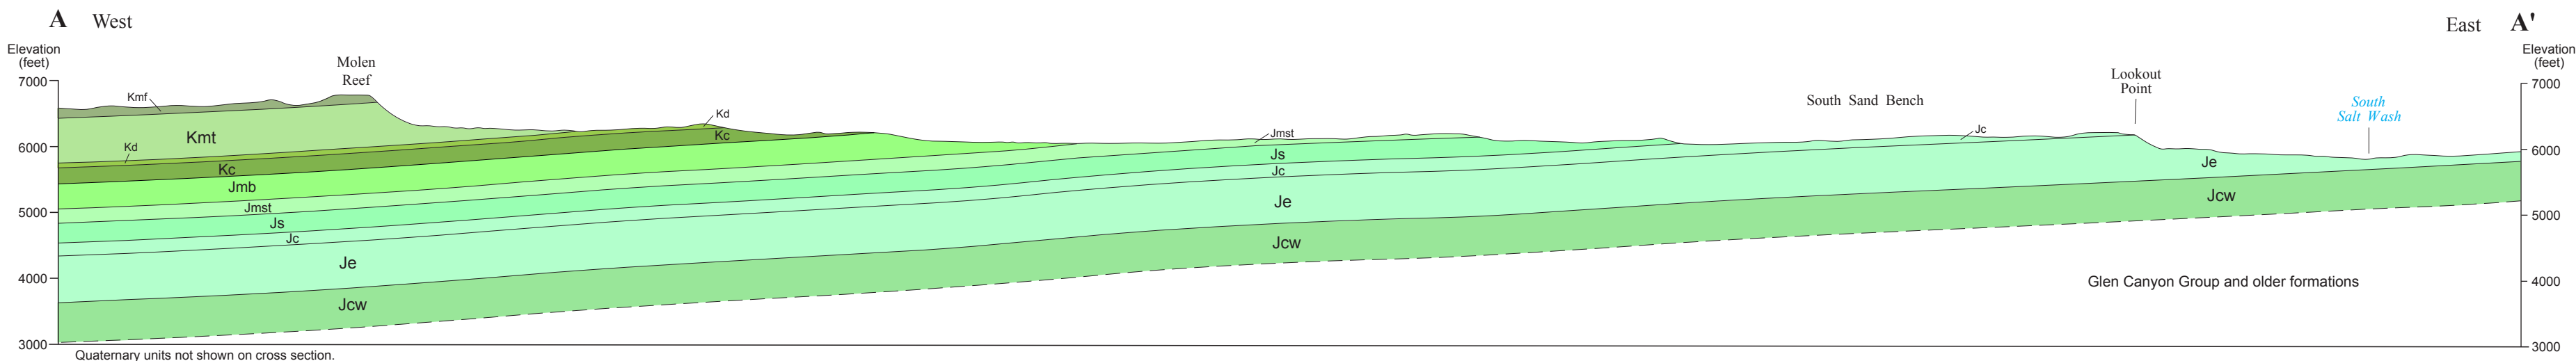 A West
East A'
Elevation
(feet)
Elevation
(feet)
Molen
Reef
Lookout
Point
South
Salt Wash
South Sand Bench
7000
6000
5000
4000
3000
7000
6000
5000
4000
3000
Kmf
Kmt
Kd
Kc
Jmb
Jmst
Js
Jc
Je
Jcw
Kd
Kc
Jmst
Js
Jc
Je
Jcw
Jc
Je
Jcw
Glen Canyon Group and older formations
Quaternary units not shown on cross section.